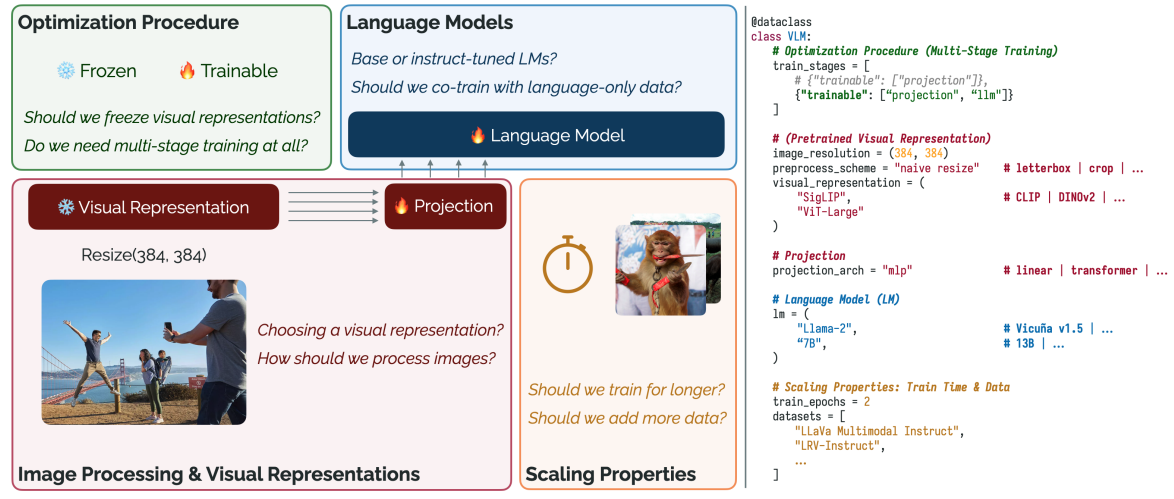 Optimization Procedure
❄️ Frozen 🔥 Trainable
Should we freeze visual representations?
Do we need multi-stage training at all?
Language Models
Base or instruct-tuned LMs?
Should we co-train with language-only data?
🔥 Language Model
❄️ Visual Representation
🔥 Projection
Resize(384, 384)
Choosing a visual representation?
How should we process images?
Image Processing & Visual Representations
Should we train for longer?
Should we add more data?
Scaling Properties
@dataclass
class VLM:
# Optimization Procedure (Multi-Stage Training)
train_stages = [
# {"trainable": ["projection"]},
{"trainable": [“projection", “llm"]}
]
# (Pretrained Visual Representation)
image_resolution = (384, 384)
preprocess_scheme = "naive resize" # letterbox | crop | …
visual_representation = (
"SigLIP", # CLIP | DINOv2 | …
"ViT-Large"
)
# Projection
projection_arch = "mlp" # linear | transformer | …
# Language Model (LM)
lm = (
"Llama-2", # Vicuña v1.5 | …
“7B", # 13B | …
)
# Scaling Properties: Train Time & Data
train_epochs = 2
datasets = [
"LLaVa Multimodal Instruct",
"LRV-Instruct",
…
]